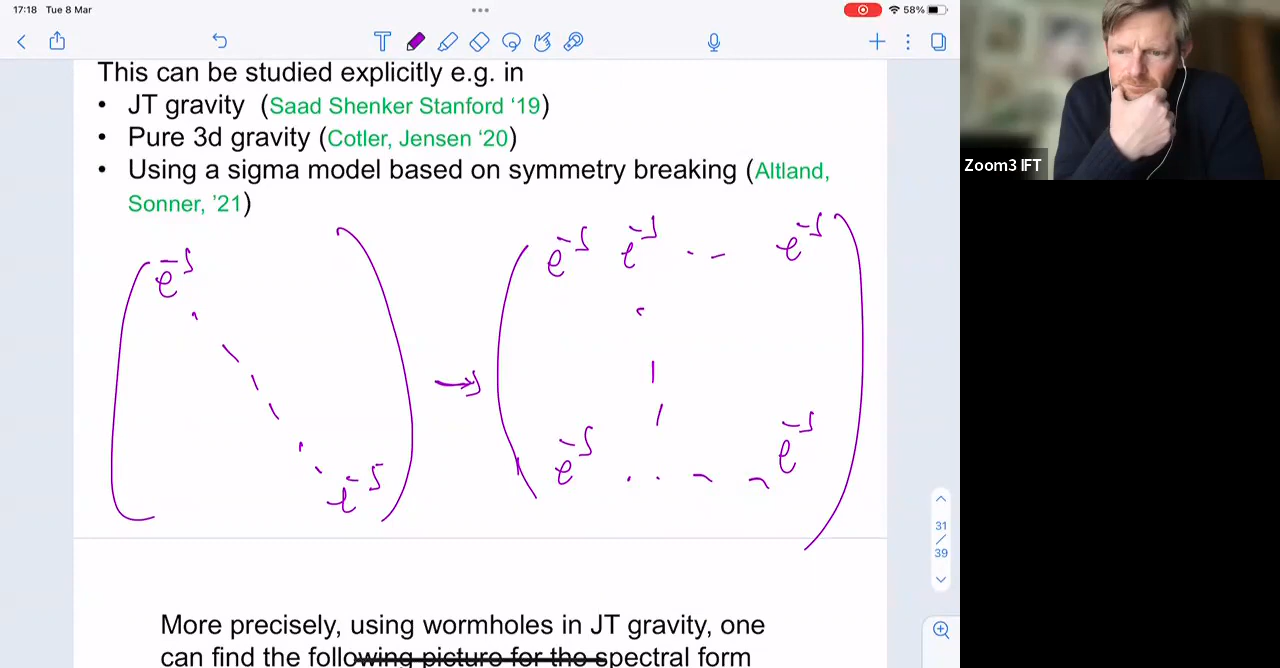 17:18 Tue 8 Mar
58%
This can be studied explicitly e.g. in
• JT gravity (Saad Shenker Stanford ‘19)
• Pure 3d gravity (Cotler, Jensen ‘20)
• Using a sigma model based on symmetry breaking (Altland,
Sonner, ’21)
Zoom3 IFT
e^-S e^-S e^-S e^-S
→
e^-S e^-S e^-S
31
39
More precisely, using wormholes in JT gravity, one
can find the following picture for the spectral form